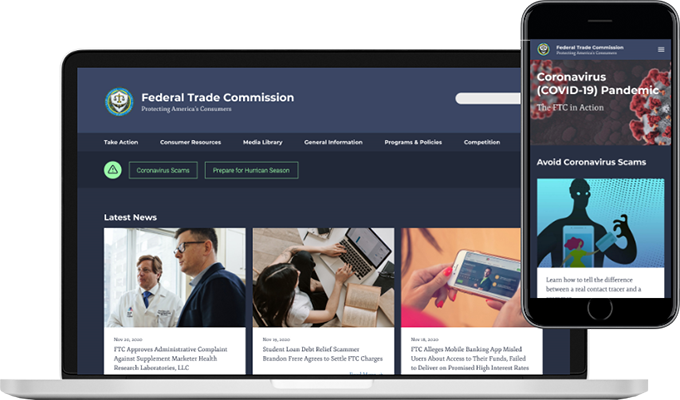 Federal Trade Commission
Protecting America's Consumers
Take Action
Consumer Resources
Media Library
General Information
Programs & Policies
Competition
Coronavirus Scams
Prepare for Hurrican Season
Latest News
Nov 20, 2020
FTC Approves Administrative Complaint
Against Supplement Marketer Health
Research Laboratories, LLC
Nov 19, 2020
Student Loan Debt Relief Scammer
Brandon Frere Agrees to Settle FTC Charges
Nov 18, 2020
FTC Alleges Mobile Banking App Misled
Users About Access to Their Funds, Failed
to Deliver on Promised High Interest Rates
Federal Trade Commission
Protecting America's Consumers
Coronavirus
(COVID-19) Pandemic
The FTC in Action
Avoid Coronavirus Scams
Learn how to tell the difference
between a real contact tracer and a